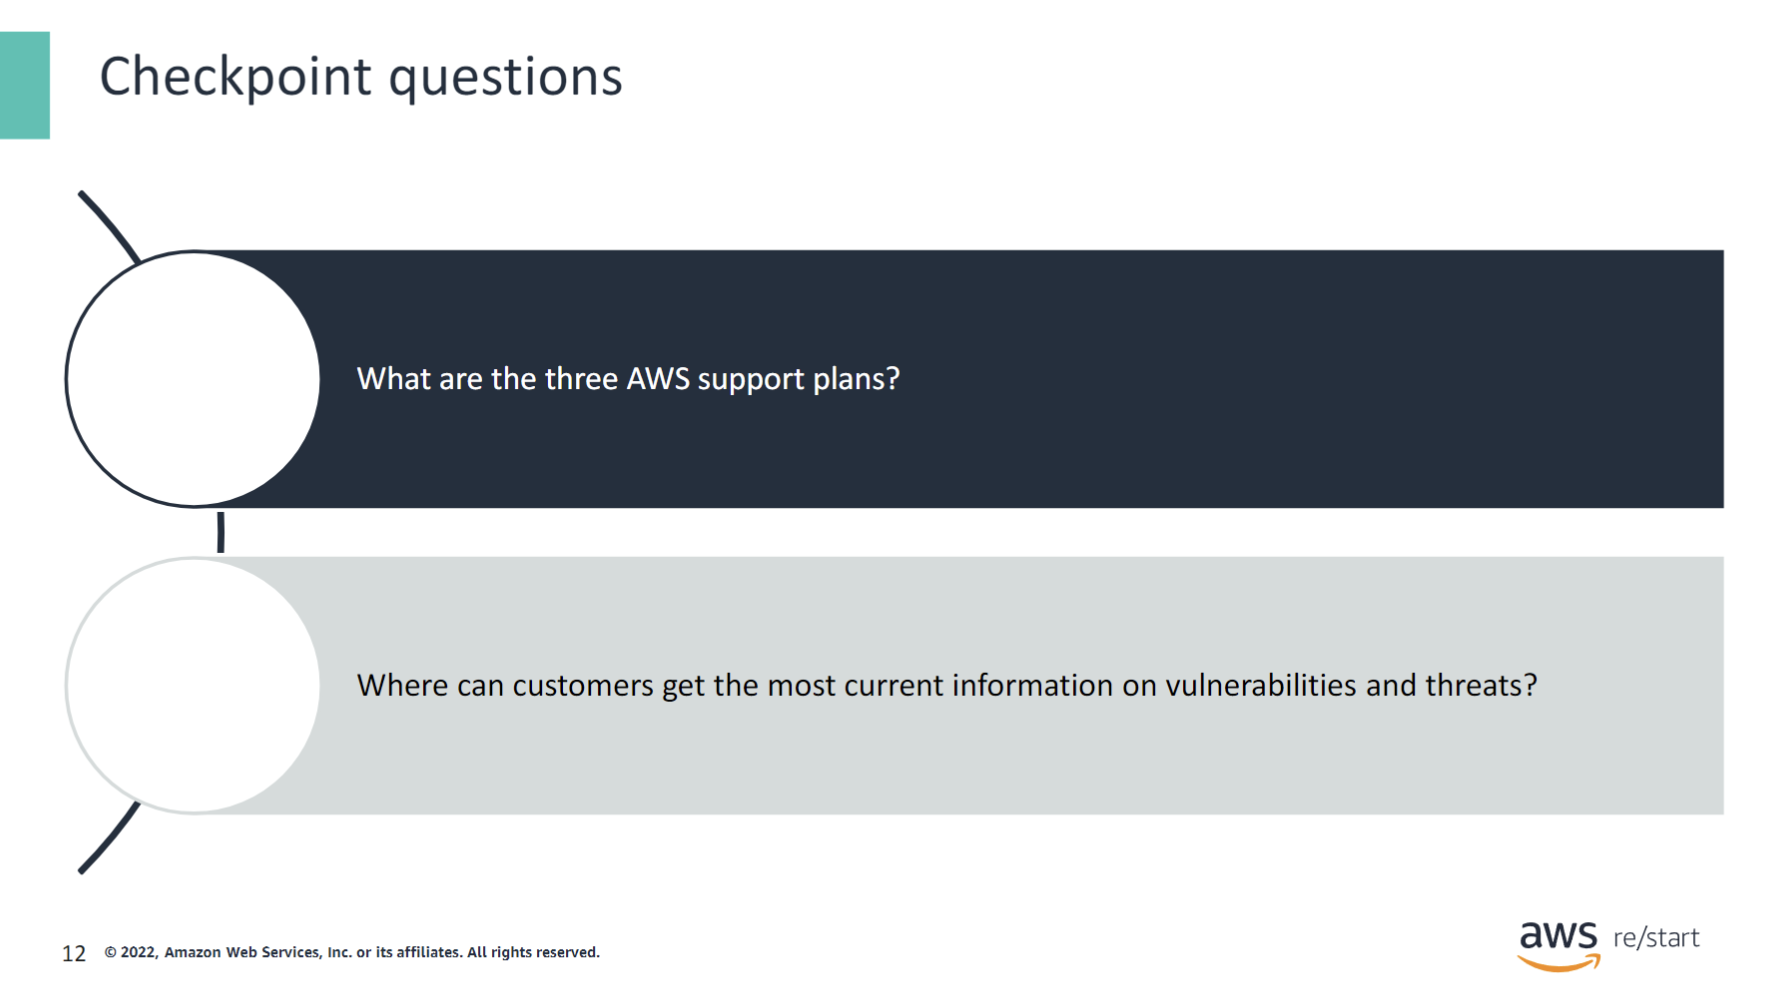 Checkpoint questions
What are the three AWS support plans?
Where can customers get the most current information on vulnerabilities and threats?
12 © 2022, Amazon Web Services, Inc. or its affiliates. All rights reserved.
aws re/start